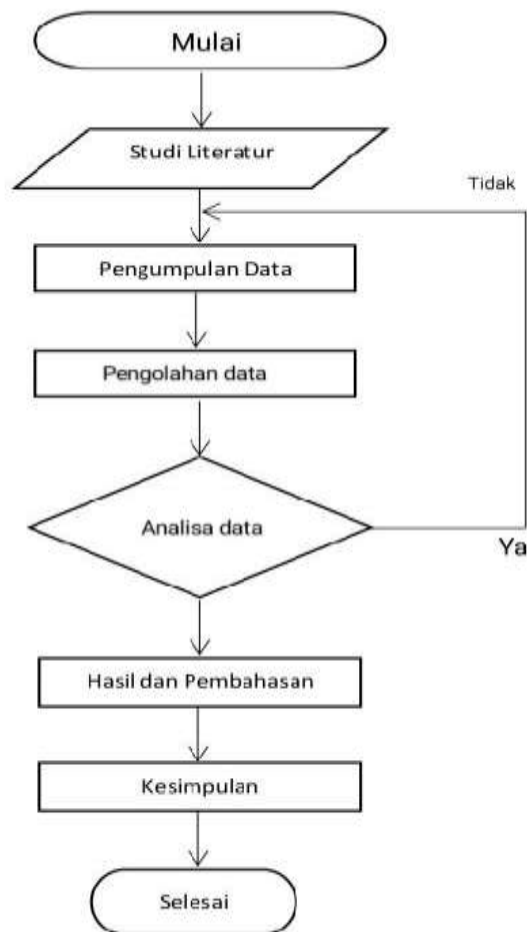 Mulai
Studi Literatur
Tidak
Pengumpulan Data
Pengolahan data
Analisa data
Ya
Hasil dan Pembahasan
Kesimpulan
Selesai